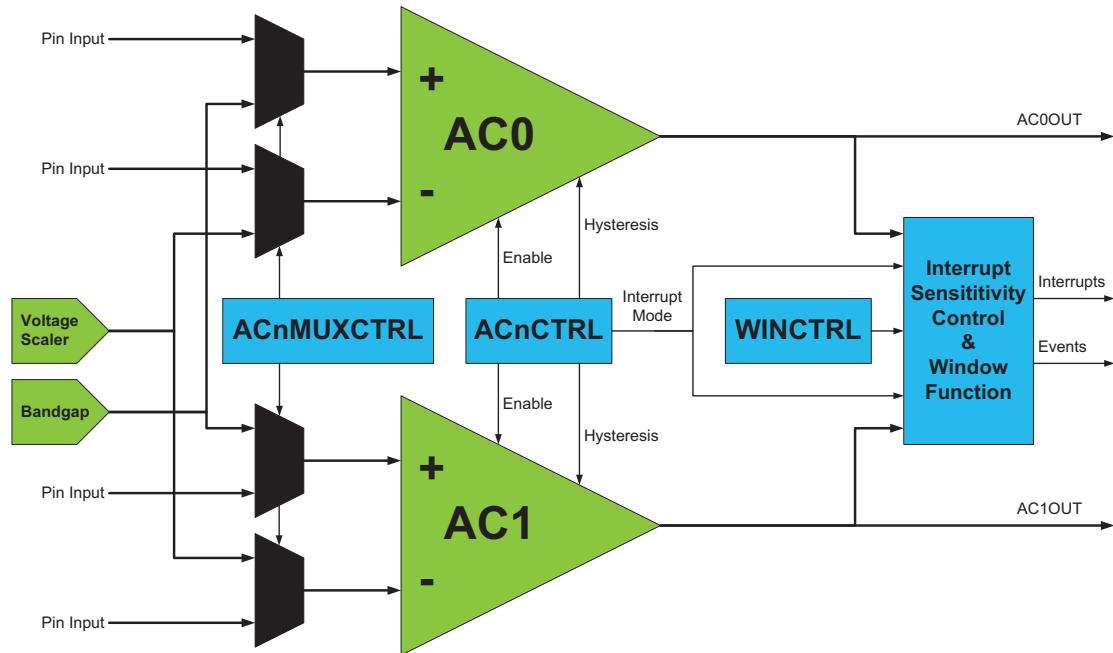 Pin Input
+
AC0
AC0OUT
Pin Input
-
Hysteresis
Enable
Voltage
Scaler
ACnMUXCTRL
ACnCTRL
Interrupt
Mode
WINCTRL
Interrupt
Sensititivity
Control
&
Window
Function
Interrupts
Events
Bandgap
Enable
Hysteresis
+
Pin Input
AC1
AC1OUT
-
Pin Input